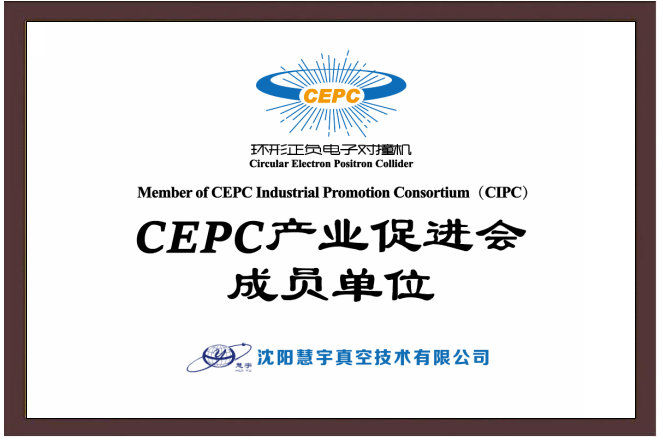 CEPC
环形正负电子对撞机
Circular Electron Positron Collider
Member of CEPC Industrial Promotion Consortium（CIPC）
CEPC产业促进会
成员单位
慧宇
沈阳慧宇真空技术有限公司